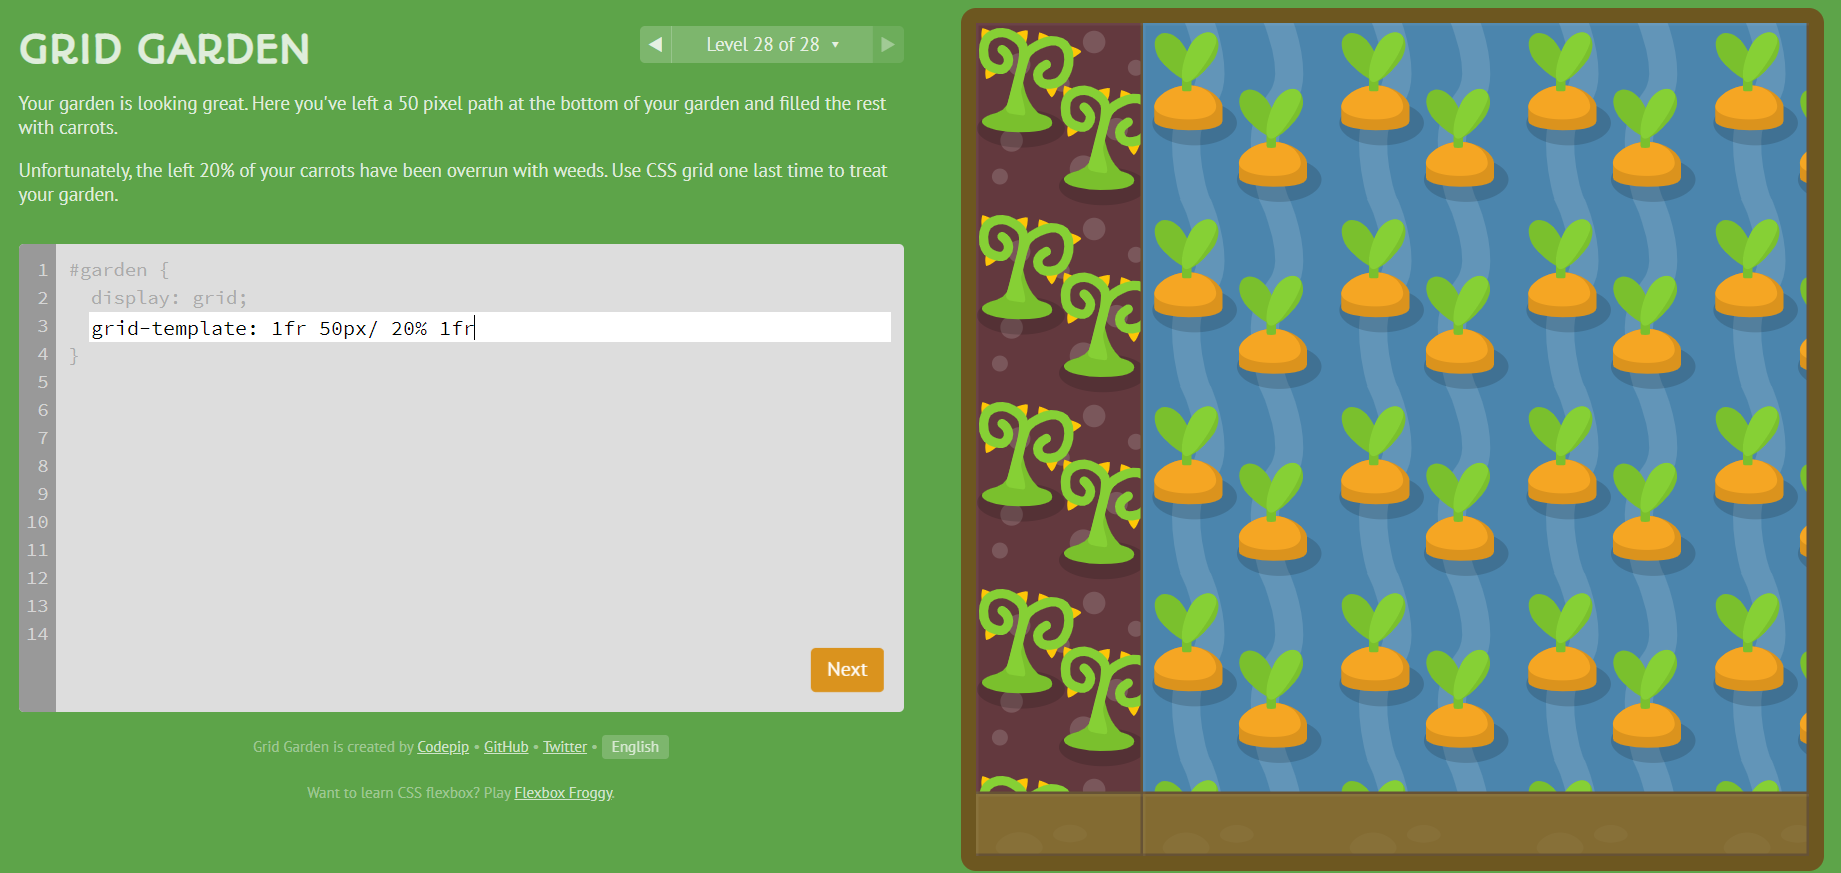 GRID GARDEN
◀ Level 28 of 28 ▾ ▶
Your garden is looking great. Here you've left a 50 pixel path at the bottom of your garden and filled the rest
with carrots.
Unfortunately, the left 20% of your carrots have been overrun with weeds. Use CSS grid one last time to treat
your garden.
1 #garden {
2 display: grid;
3 grid-template: 1fr 50px/ 20% 1fr
4 }
5
6
7
8
9
10
11
12
13
14
Next
Grid Garden is created by Codepip • GitHub • Twitter • English
Want to learn CSS flexbox? Play Flexbox Froggy.